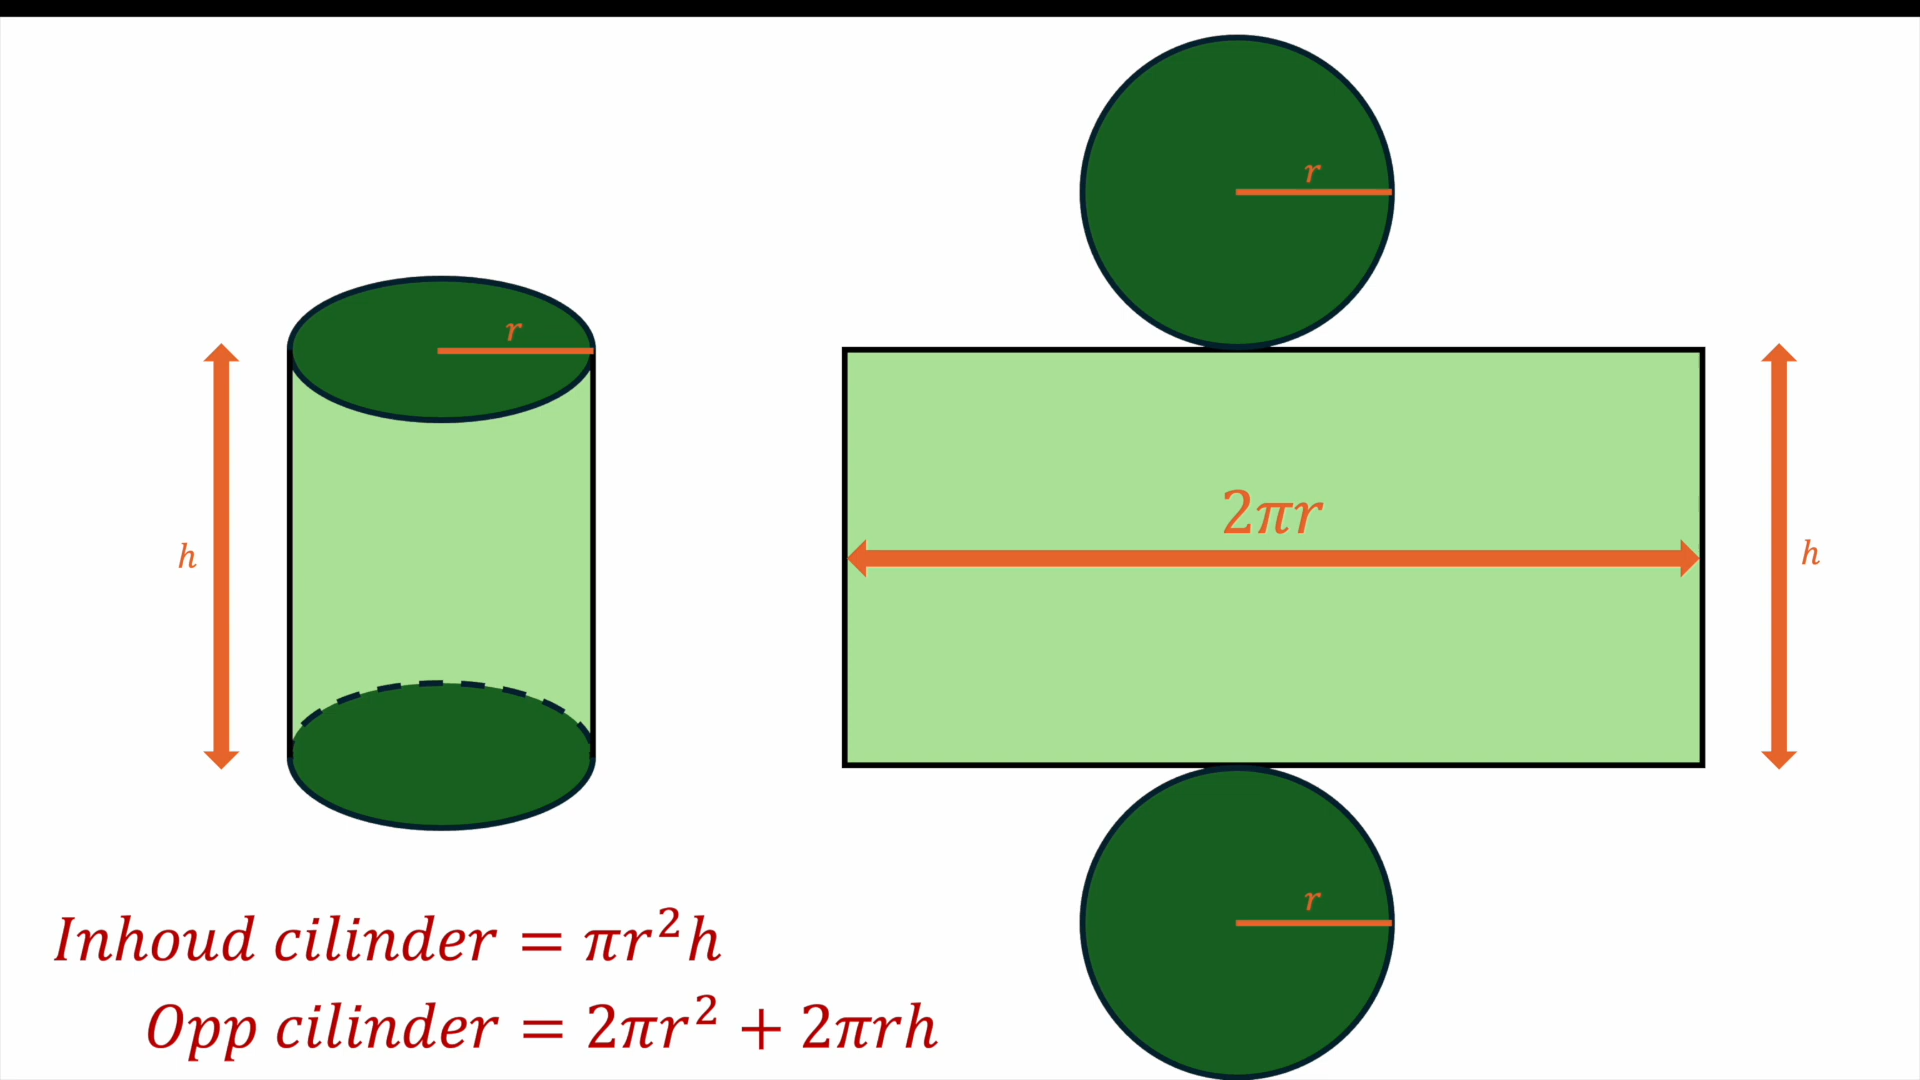 r
r
h
2πr
h
r
Inhoud cilinder = πr²h
Opp cilinder = 2πr² + 2πrh